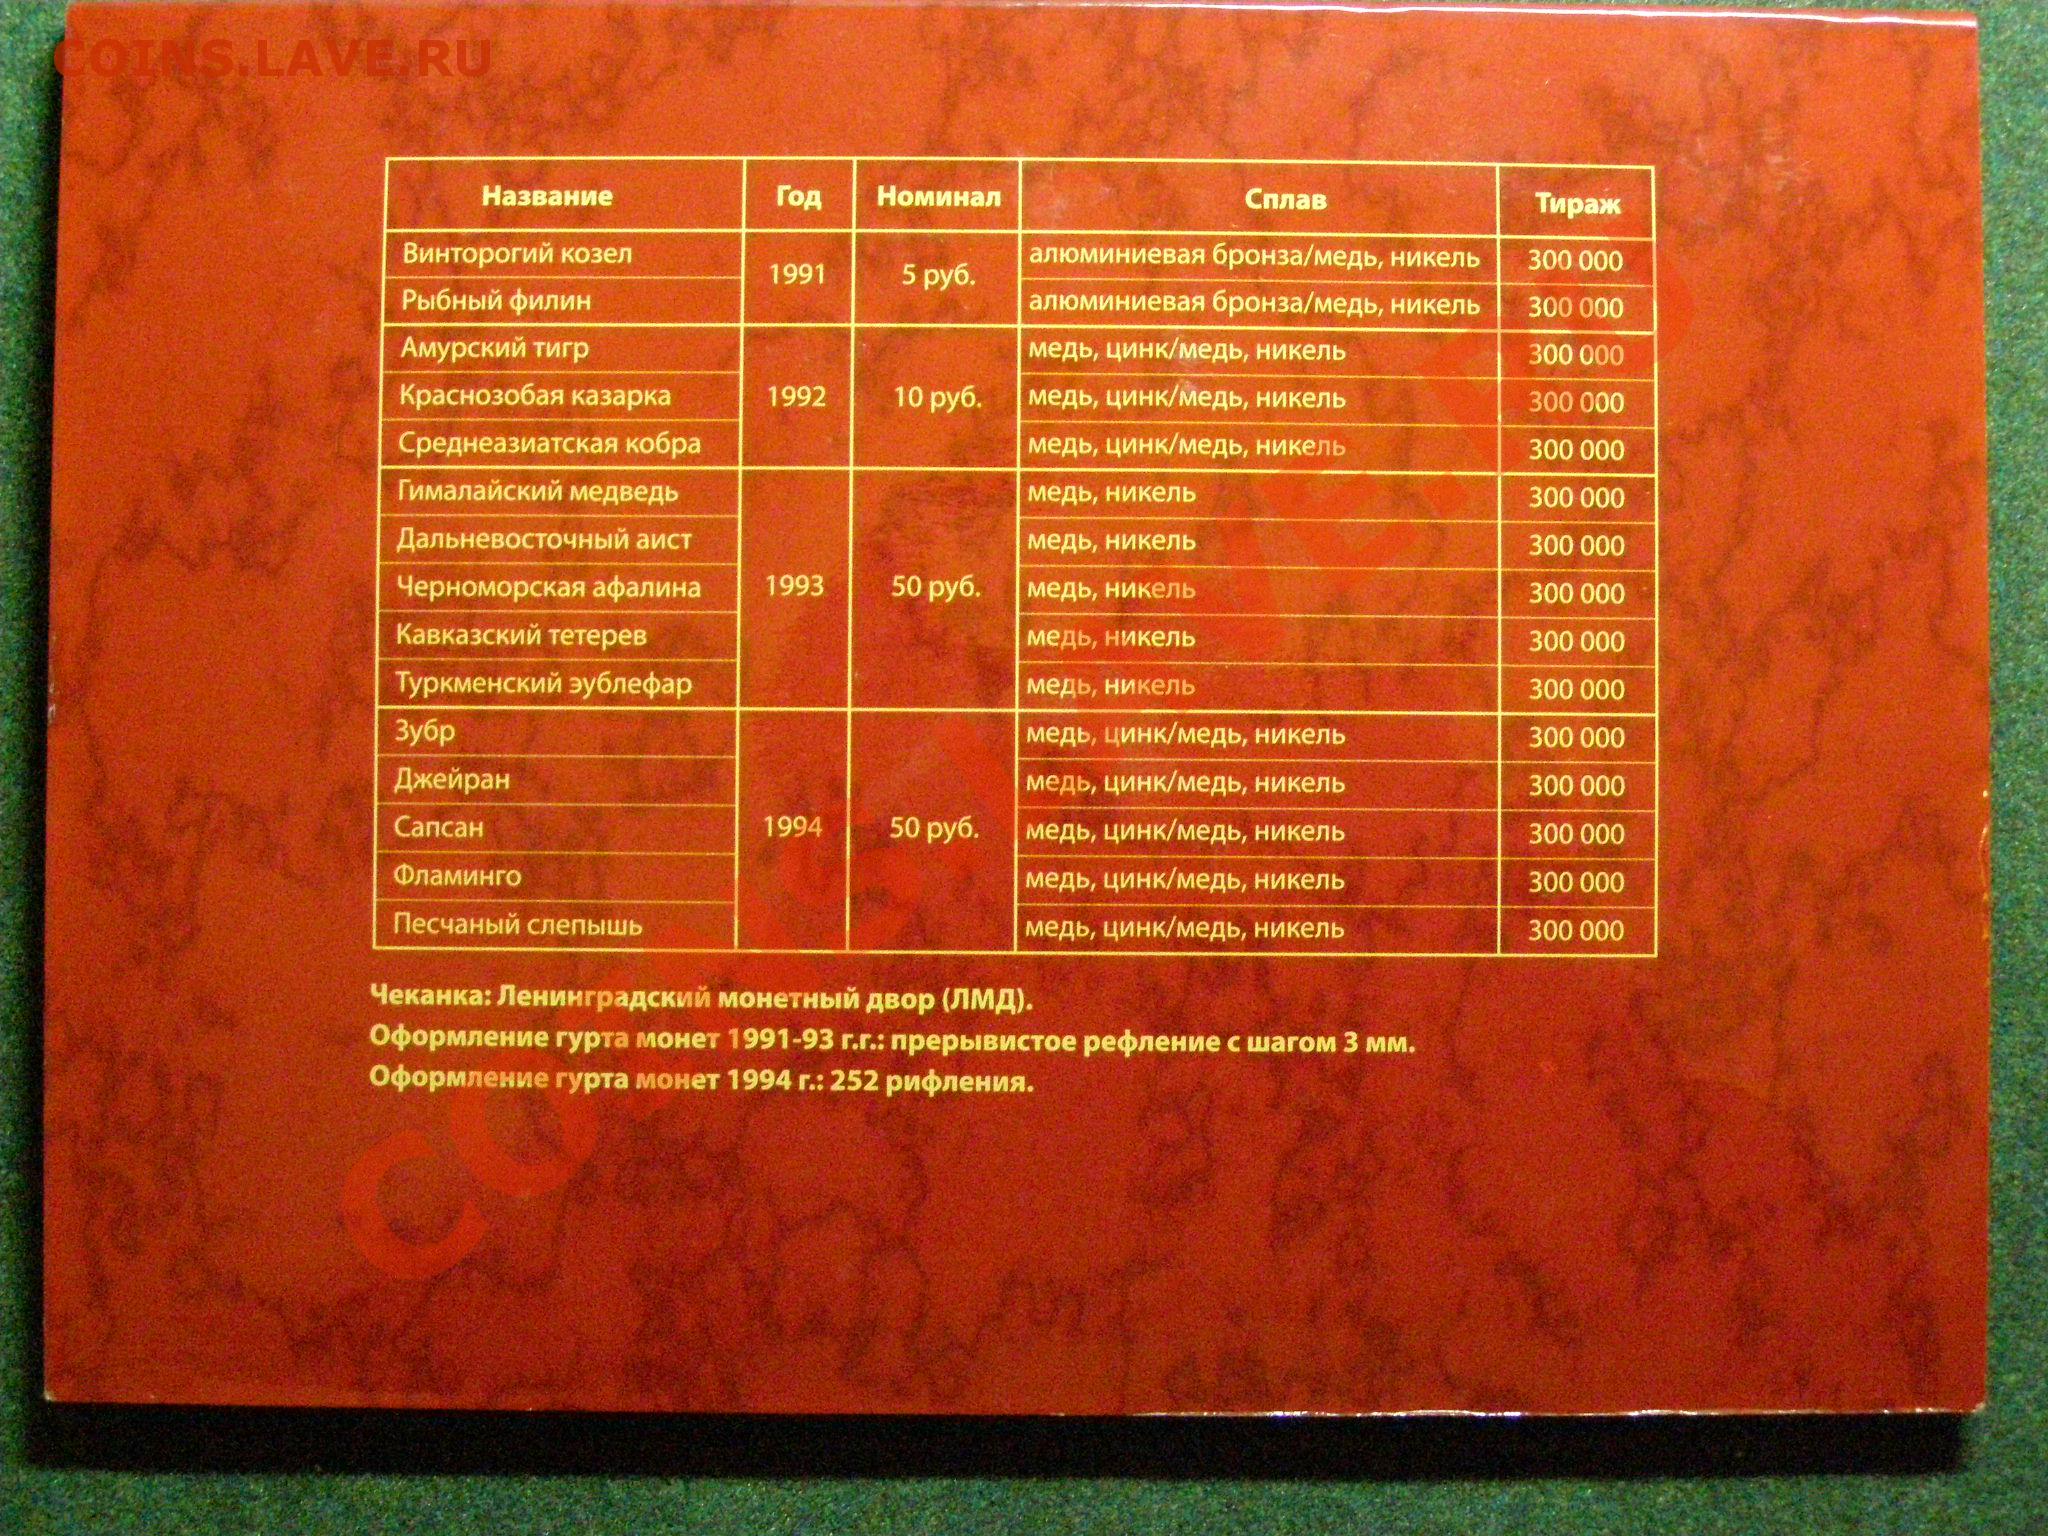 COINS.LAVE.RU
Название Год Номинал Сплав Тираж
Винторогий козел 1991 5 руб. алюминиевая бронза/медь, никель 300 000
Рыбный филин алюминиевая бронза/медь, никель 300 000
Амурский тигр медь, цинк/медь, никель 300 000
Краснозобая казарка 1992 10 руб. медь, цинк/медь, никель 300 000
Среднеазиатская кобра медь, цинк/медь, никель 300 000
Гималайский медведь медь, никель 300 000
Дальневосточный аист медь, никель 300 000
Черноморская афалина 1993 50 руб. медь, никель 300 000
Кавказский тетерев медь, никель 300 000
Туркменский эублефар медь, никель 300 000
Зубр медь, цинк/медь, никель 300 000
Джейран медь, цинк/медь, никель 300 000
Сапсан 1994 50 руб. медь, цинк/медь, никель 300 000
Фламинго медь, цинк/медь, никель 300 000
Песчаный слепышь медь, цинк/медь, никель 300 000
Чеканка: Ленинградский монетный двор (ЛМД).
Оформление гурта монет 1991-93 г.г.: прерывистое рефление с шагом 3 мм.
Оформление гурта монет 1994 г.: 252 рифления.
COINS.LAVE.RU